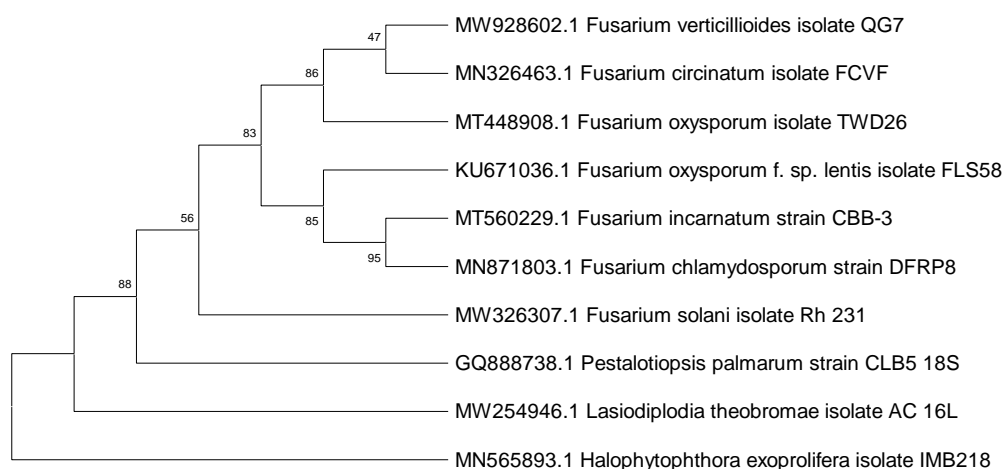 47
MW928602.1 Fusarium verticillioides isolate QG7
86
MN326463.1 Fusarium circinatum isolate FCVF
83
MT448908.1 Fusarium oxysporum isolate TWD26
KU671036.1 Fusarium oxysporum f. sp. lentis isolate FLS58
56
85
MT560229.1 Fusarium incarnatum strain CBB-3
95
MN871803.1 Fusarium chlamydosporum strain DFRP8
88
MW326307.1 Fusarium solani isolate Rh 231
GQ888738.1 Pestalotiopsis palmarum strain CLB5 18S
MW254946.1 Lasiodiplodia theobromae isolate AC 16L
MN565893.1 Halophytophthora exoprolifera isolate IMB218